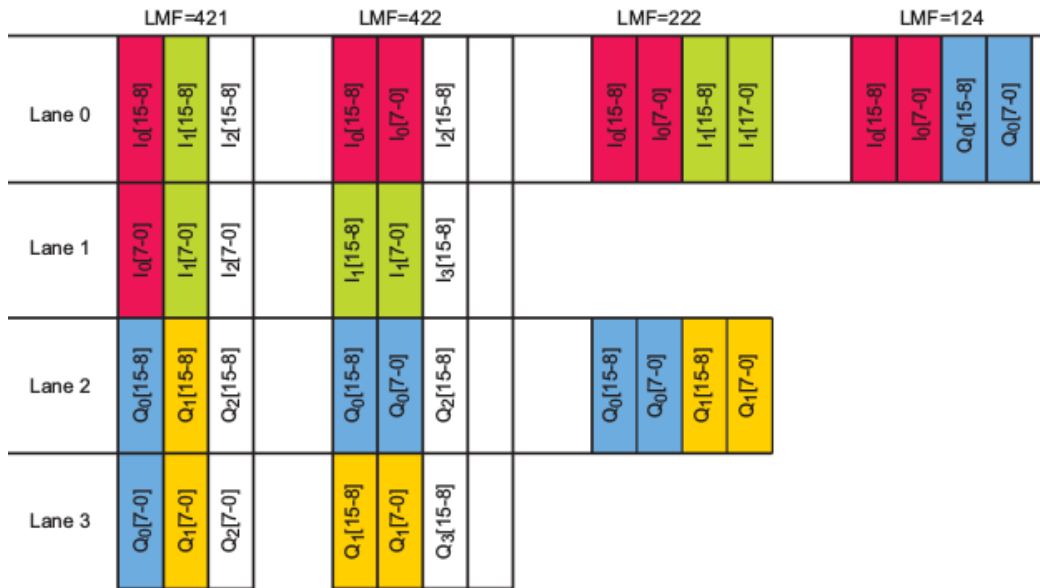 LMF=421 LMF=422 LMF=222 LMF=124
Lane 0 I0[15-8] I1[15-8] I2[15-8] I0[15-8] I0[7-0] I2[15-8] I0[15-8] I0[7-0] I1[15-8] I1[17-0] I0[15-8] I0[7-0] Q0[15-8] Q0[7-0]
Lane 1 I0[7-0] I1[7-0] I2[7-0] I1[15-8] I1[7-0] I3[15-8]
Lane 2 Q0[15-8] Q1[15-8] Q2[15-8] Q0[15-8] Q0[7-0] Q2[15-8] Q0[15-8] Q0[7-0] Q1[15-8] Q1[7-0]
Lane 3 Q0[7-0] Q1[7-0] Q2[7-0] Q1[15-8] Q1[7-0] Q3[15-8]